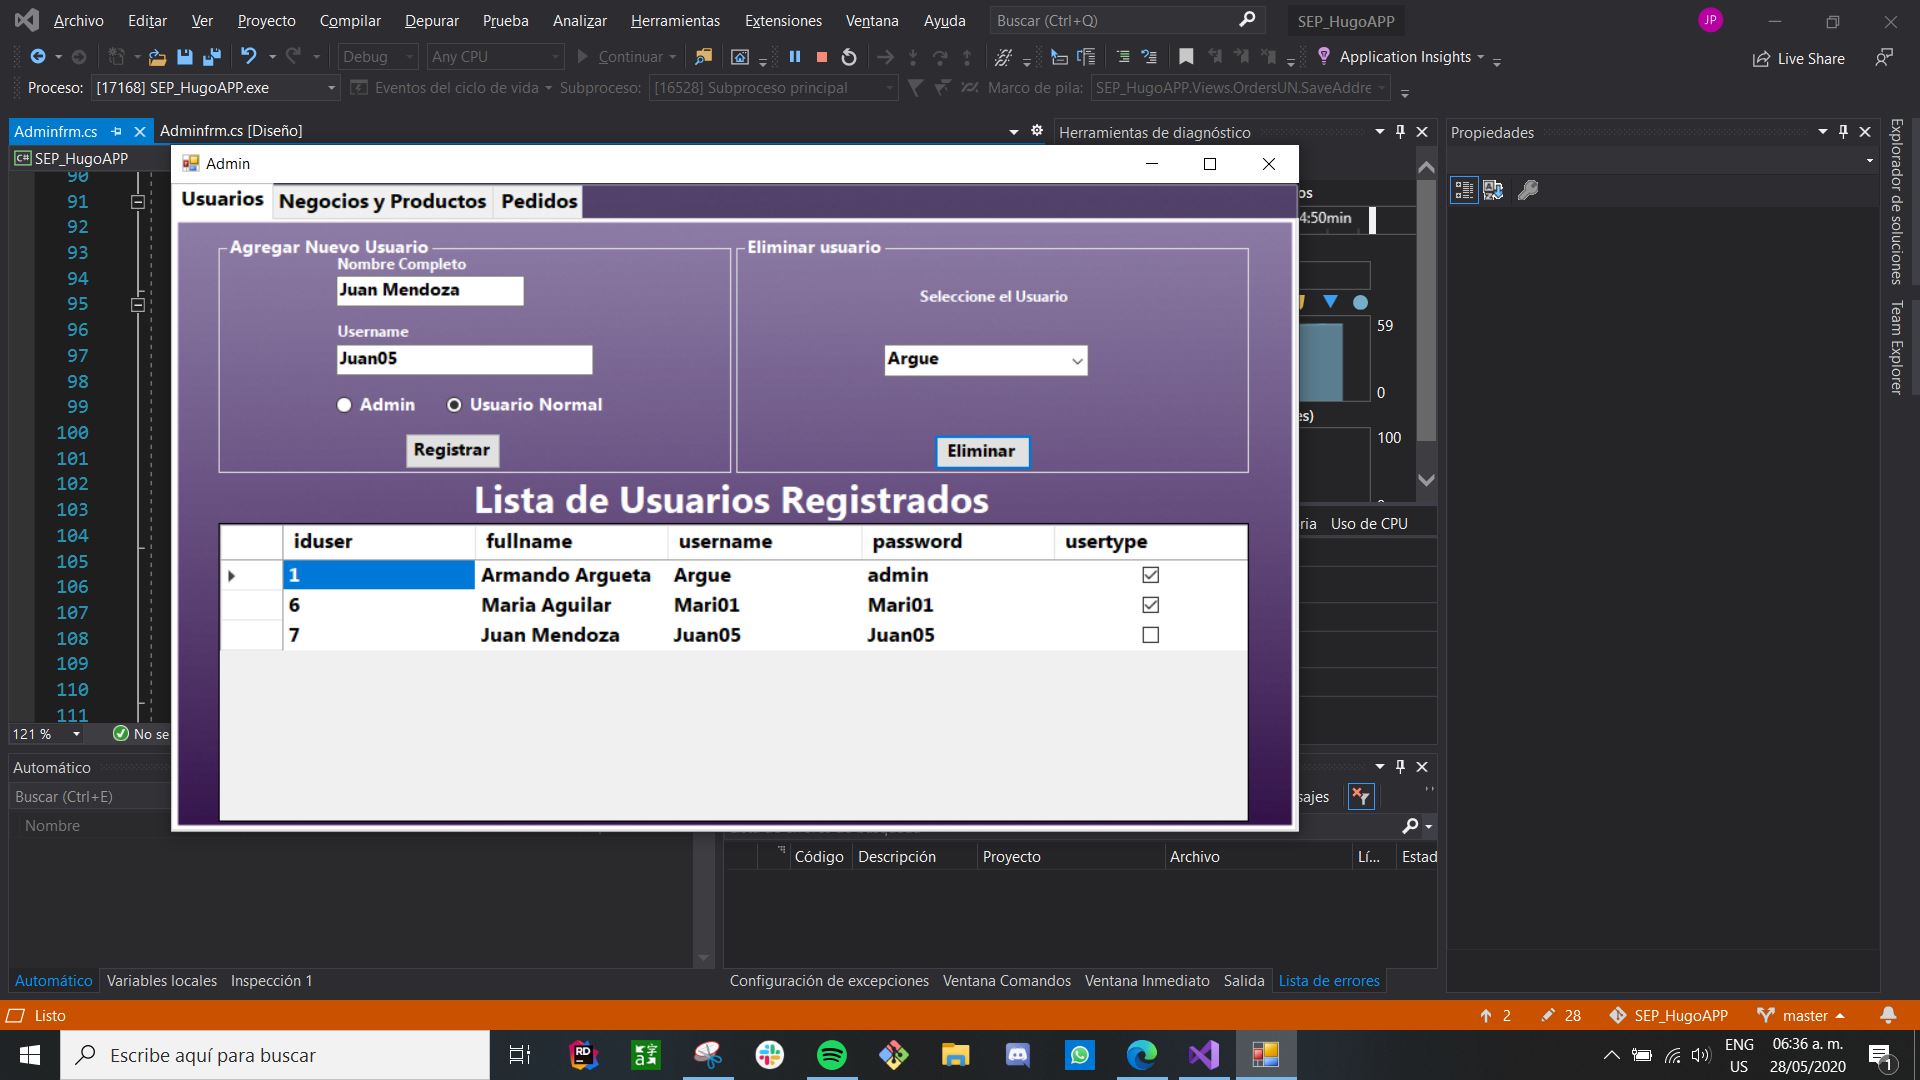 Archivo Editar Ver Proyecto Compilar Depurar Prueba Analizar Herramientas Extensiones Ventana Ayuda Buscar (Ctrl+Q) SEP_HugoAPP JP
Debug Any CPU Continuar Application Insights Live Share
Proceso: [17168] SEP_HugoAPP.exe Eventos del ciclo de vida Subproceso: [16528] Subproceso principal Marco de pila: SEP_HugoAPP.Views.OrdersUN.SaveAddre
Adminfrm.cs Adminfrm.cs [Diseño] Herramientas de diagnóstico Propiedades
C# SEP_HugoAPP
Admin
Usuarios Negocios y Productos Pedidos
Agregar Nuevo Usuario
Nombre Completo
Juan Mendoza
Username
Juan05
Admin Usuario Normal
Registrar
Eliminar usuario
Seleccione el Usuario
Argue
Eliminar
Lista de Usuarios Registrados
iduser fullname username password usertype
1 Armando Argueta Argue admin
6 Maria Aguilar Mari01 Mari01
7 Juan Mendoza Juan05 Juan05
90
91
92
93
94
95
96
97
98
99
100
101
102
103
104
105
106
107
108
109
110
111
121 % No se
os
4:50min
59
0
es)
100
ria Uso de CPU
Explorador de soluciones
Team Explorer
Automático
Buscar (Ctrl+E)
Nombre
sajes
Código Descripción Proyecto Archivo Lí... Estad
Automático Variables locales Inspección 1
Configuración de excepciones Ventana Comandos Ventana Inmediato Salida Lista de errores
Listo 2 28 SEP_HugoAPP master
Escribe aquí para buscar
RD
ENG
US
06:36 a. m.
28/05/2020
1